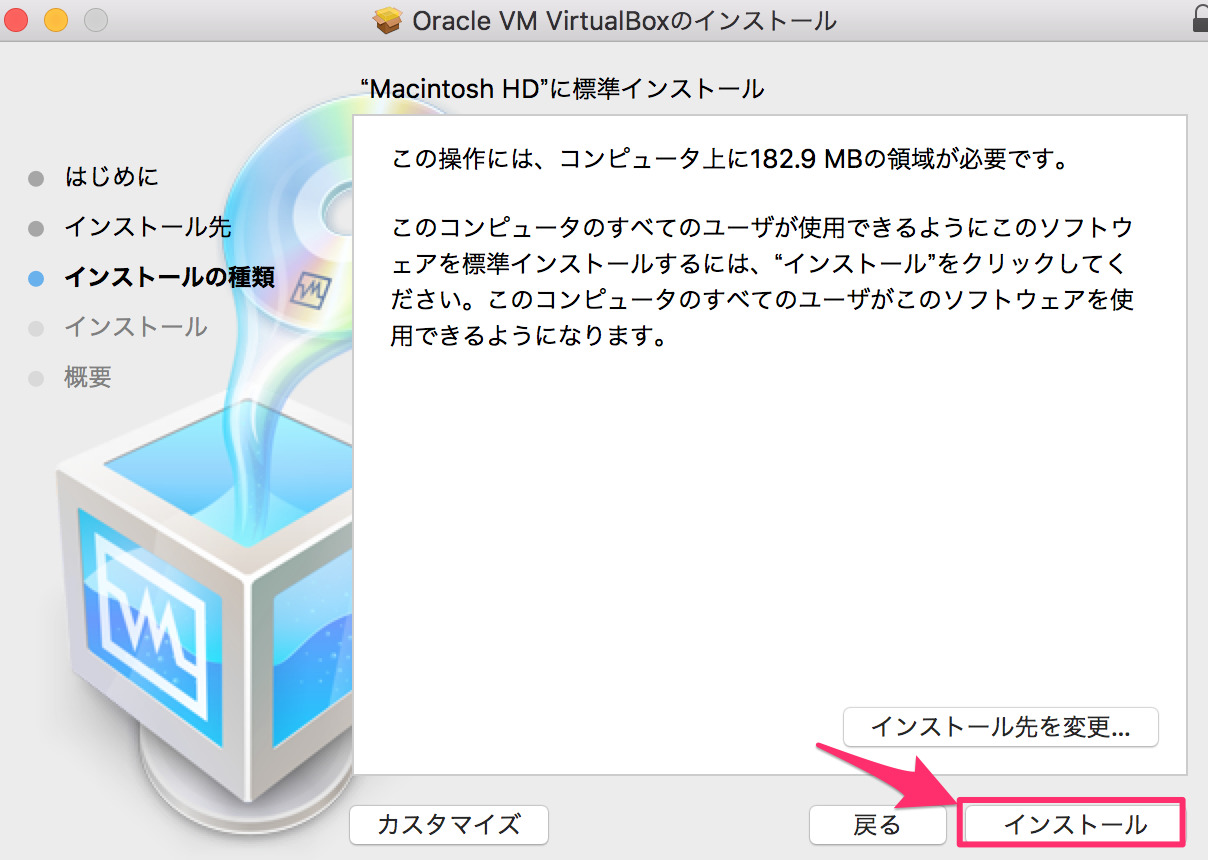 Oracle VM VirtualBoxのインストール
“Macintosh HD”に標準インストール
はじめに
インストール先
インストールの種類
インストール
概要
この操作には、コンピュータ上に182.9 MBの領域が必要です。
このコンピュータのすべてのユーザが使用できるようにこのソフトウ
ェアを標準インストールするには、“インストール”をクリックしてく
ださい。このコンピュータのすべてのユーザがこのソフトウェアを使
用できるようになります。
インストール先を変更...
カスタマイズ
戻る
インストール